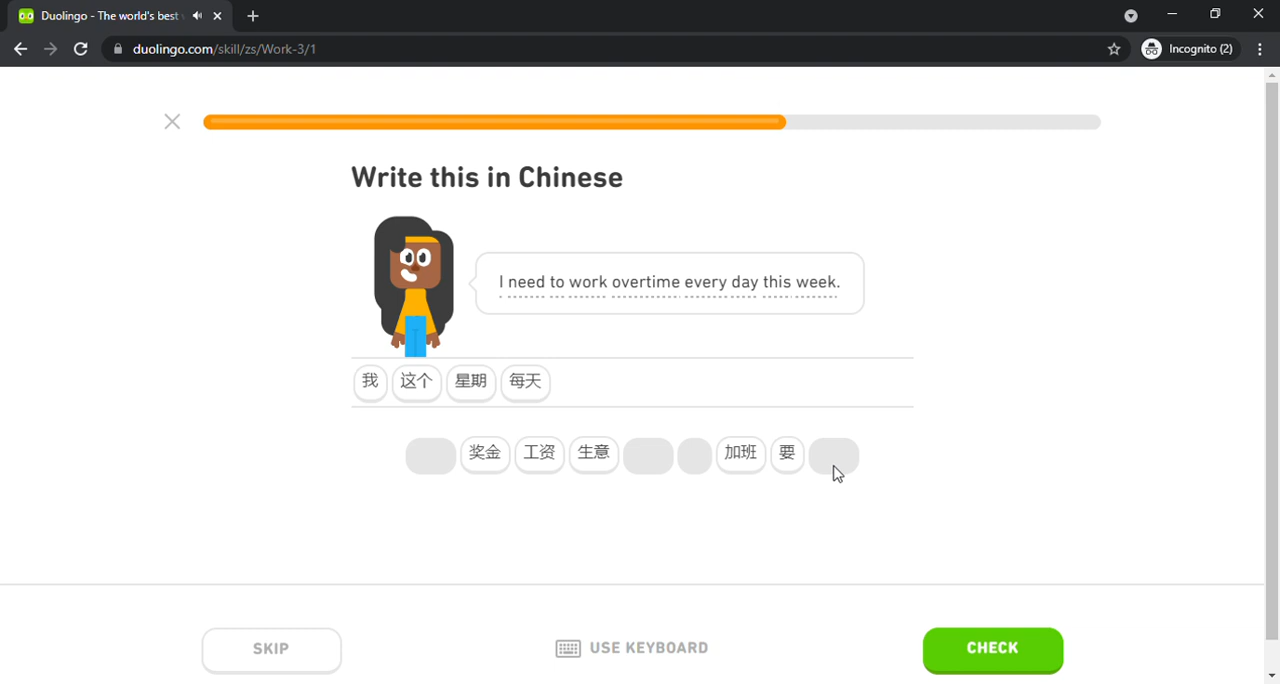 Duolingo - The world's best
duolingo.com/skill/zs/Work-3/1
Incognito (2)
Write this in Chinese
I need to work overtime every day this week.
我 这个 星期 每天
奖金 工资 生意 加班 要
SKIP
USE KEYBOARD
CHECK